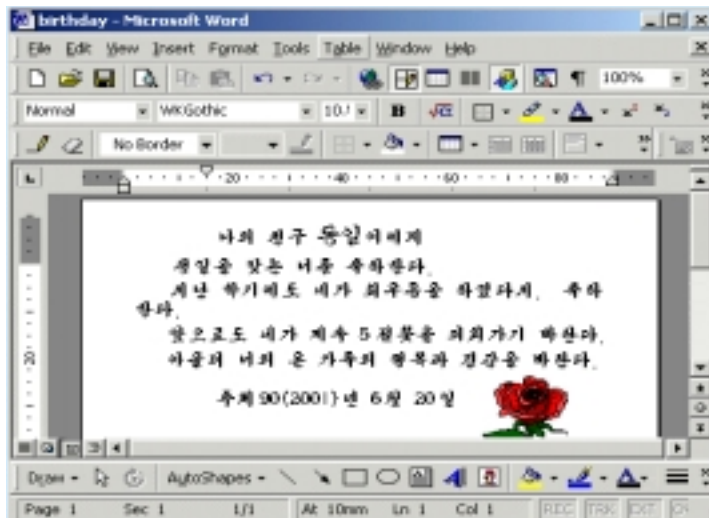 birthday - Microsoft Word
File Edit View Insert Format Tools Table Window Help
100%
Normal WKGothic 10.
No Border
20 40 60 80
나의 친구 동일이에게
생일을 맞는 너를 축하한다.
지난 학기에도 네가 최우등을 하였다지. 축하
한다.
앞으로도 네가 계속 5점꽃을 피워가기 바란다.
아울러 너의 온 가족의 행복과 건강을 바란다.
주체90(2001)년 6월 20일
20
Draw AutoShapes
Page 1 Sec 1 1/1 At 10mm Ln 1 Col 1 REC TRK EXT